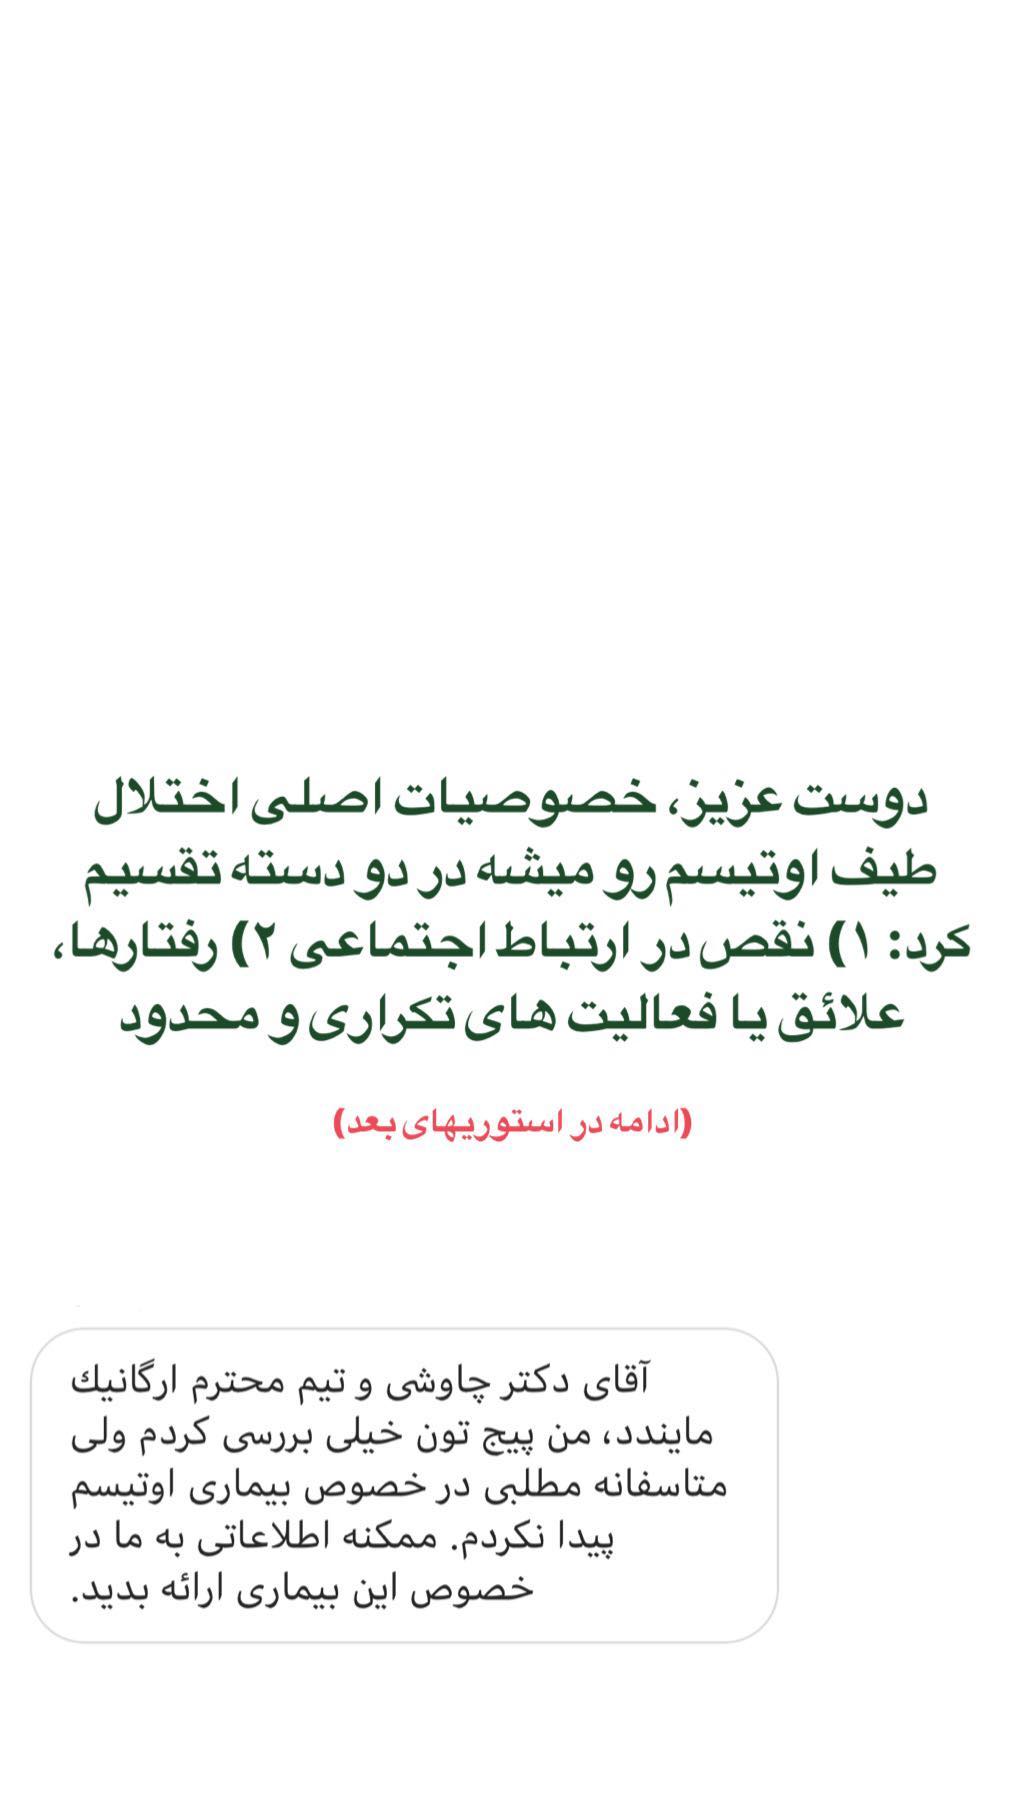 دوست عزیز، خصوصیات اصلی اختلال
طیف اوتیسم رو میشه در دو دسته تقسیم
کرد: ۱) نقص در ارتباط اجتماعی ۲) رفتارها،
علائق یا فعالیت های تکراری و محدود
(ادامه در استوریهای بعد)
آقای دکتر چاوشی و تیم محترم ارگانيك
مایندد، من پیج تون خیلی بررسی کردم ولی
متاسفانه مطلبی در خصوص بیماری اوتیسم
پیدا نکردم. ممکنه اطلاعاتی به ما در
خصوص این بیماری ارائه بدید.